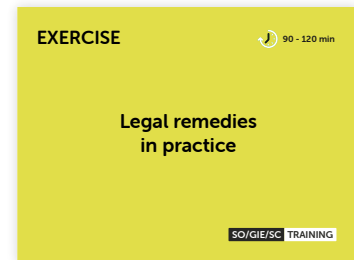 EXERCISE
90 - 120 min
Legal remedies
in practice
SO/GIE/SC TRAINING